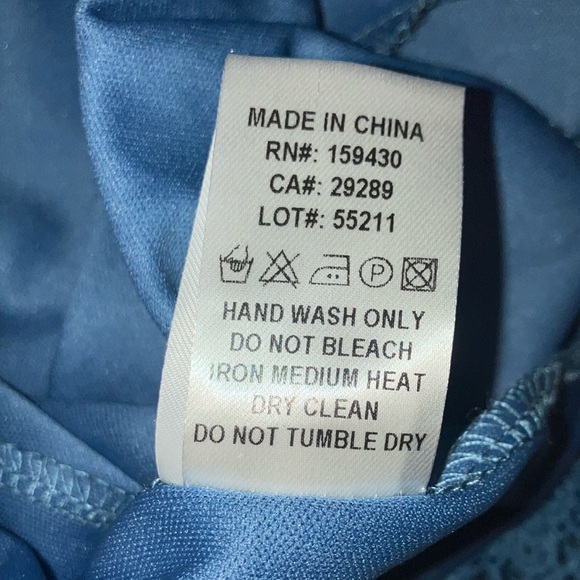 MADE IN CHINA
RN#: 159430
CA#: 29289
LOT#: 55211
P
HAND WASH ONLY
DO NOT BLEACH
IRON MEDIUM HEAT
DRY CLEAN
DO NOT TUMBLE DRY